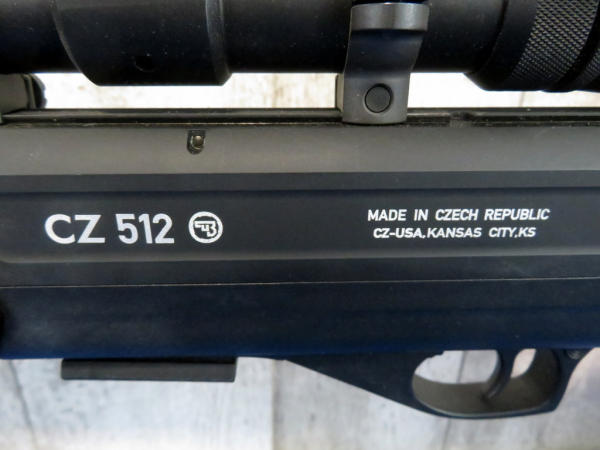 CZ 512
MADE IN CZECH REPUBLIC
CZ-USA, KANSAS CITY, KS